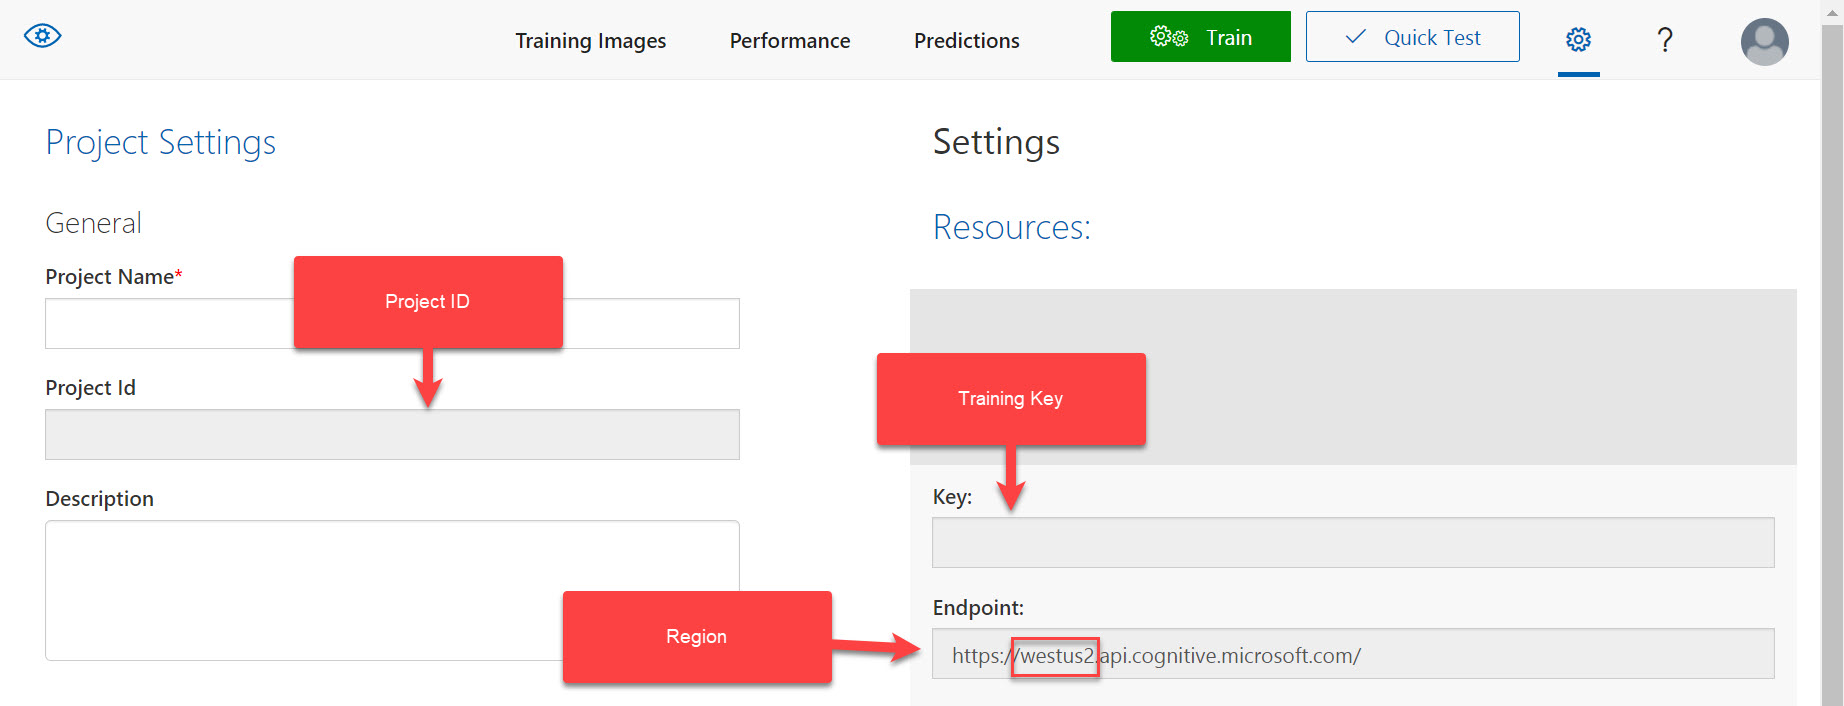 Training Images
Performance
Predictions
Train
Quick Test
?
Project Settings
General
Project Name*
Project ID
Project Id
Description
Region
Settings
Resources:
Training Key
Key:
Endpoint:
https://westus2.api.cognitive.microsoft.com/